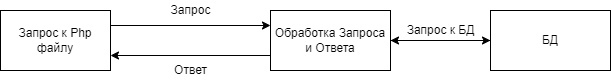 Запрос
Запрос к Php
файлу
Ответ
Обработка Запроса
и Ответа
Запрос к БД
БД